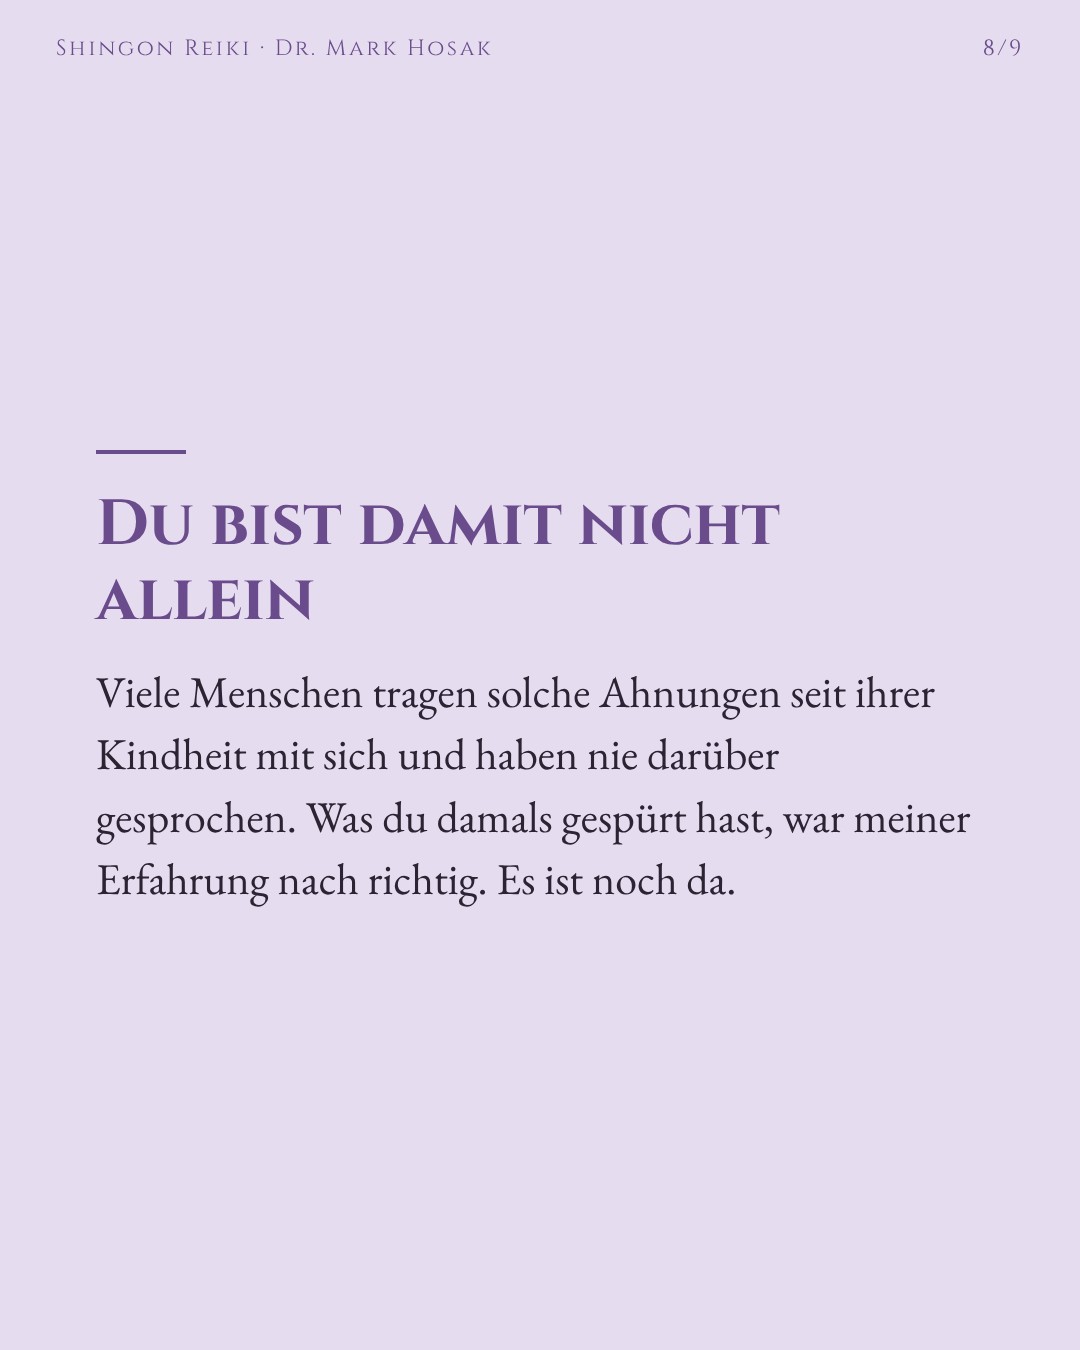 Shingon Reiki · Dr. Mark Hosak
8/9
Du bist damit nicht
allein
Viele Menschen tragen solche Ahnungen seit ihrer
Kindheit mit sich und haben nie darüber
gesprochen. Was du damals gespürt hast, war meiner
Erfahrung nach richtig. Es ist noch da.